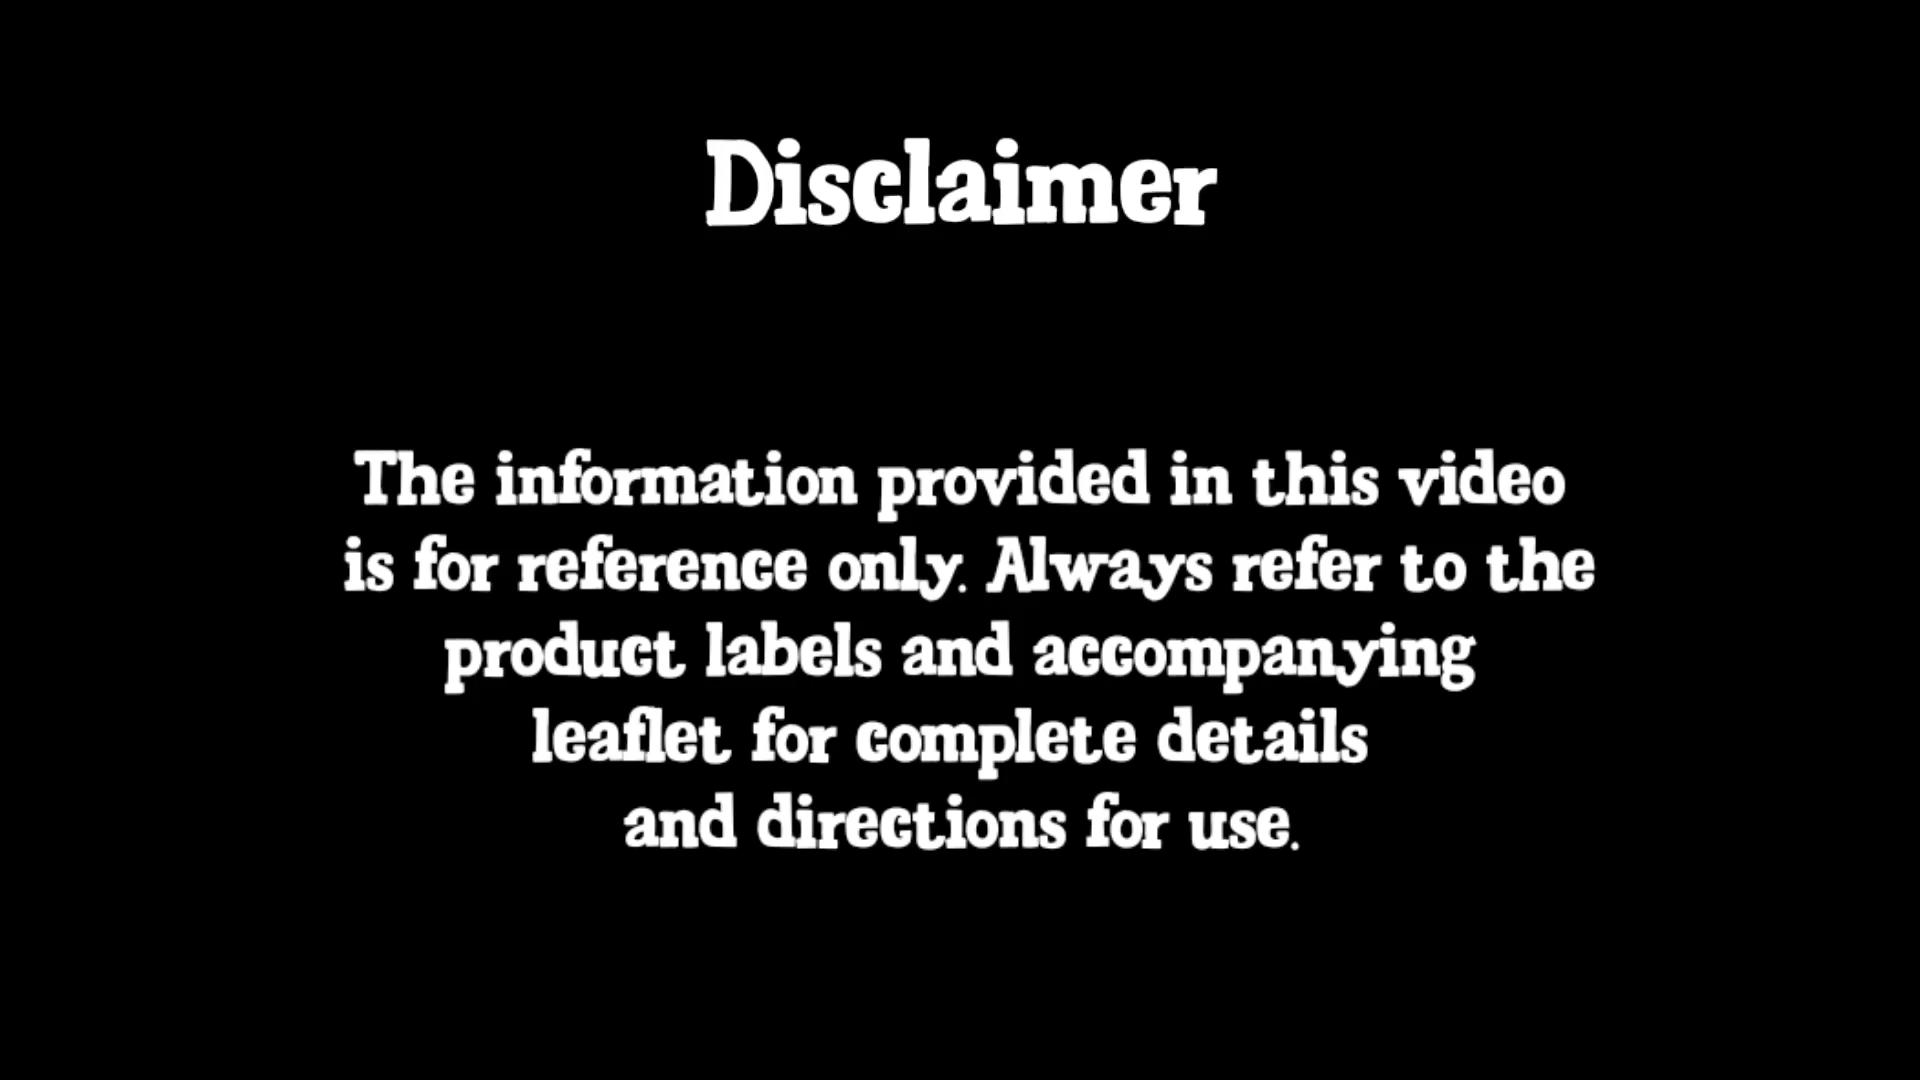 Disclaimer
The information provided in this video
is for reference only. Always refer to the
product labels and accompanying
leaflet for complete details
and directions for use.